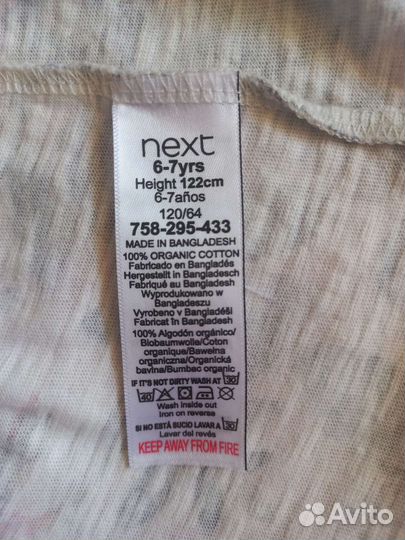 next
6-7yrs
Height 122cm
6-7años
120/64
758-295-433
MADE IN BANGLADESH
100% ORGANIC COTTON
Fabricado en Bangladés
Hergestellt in Bangladesch
Fabriqué au Bangladesh
Wyprodukowano w
Bangladeszu
Vyrobeno v Bangladéši
Fabricat în Bangladesh
100% Algodón orgánico/
Biobaumwolle/Coton
organique/Bawełna
organiczna/Organická
bavlna/Bumbac organic
IF IT'S NOT DIRTY WASH AT 30
40
Wash inside out
Iron on reverse
SI NO ESTÁ SUCIO LAVAR A 30
Lavar del revés
KEEP AWAY FROM FIRE
Avito